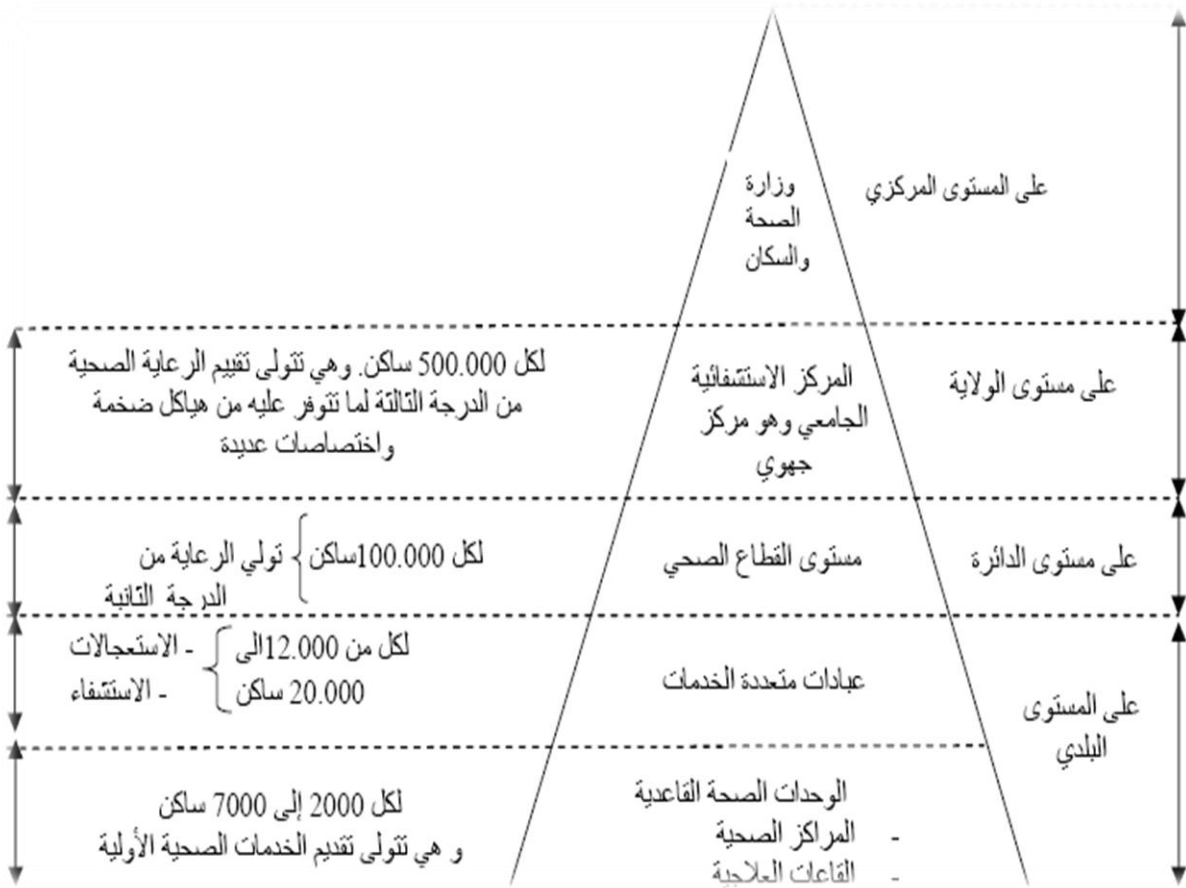 على المستوى المركزي
وزارة
الصحة
والسكان
على مستوى الولاية
المركز الاستشفائية
الجامعي وهو مركز
جهوي
لكل 500.000 ساكن. وهي تتولى تقييم الرعاية الصحية
من الدرجة الثالثة لما تتوفر عليه من هياكل ضخمة
واختصاصات عديدة
على مستوى الدائرة
مستوى القطاع الصحي
لكل 100.000ساكن
تولي الرعاية من
الدرجة الثانية
على المستوى
البلدي
عيادات متعددة الخدمات
لكل من 12.000الى
20.000 ساكن
- الاستعجالات
- الاستشفاء
الوحدات الصحة القاعدية
- المراكز الصحية
- القاعات العلاجية
لكل 2000 إلى 7000 ساكن
و هي تتولى تقديم الخدمات الصحية الأولية